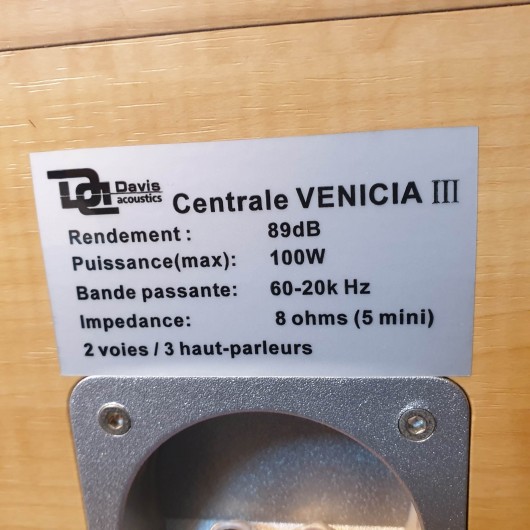 Davis
acoustics
Centrale VENICIA III
Rendement : 89dB
Puissance(max): 100W
Bande passante: 60-20k Hz
Impedance: 8 ohms (5 mini)
2 voies / 3 haut-parleurs